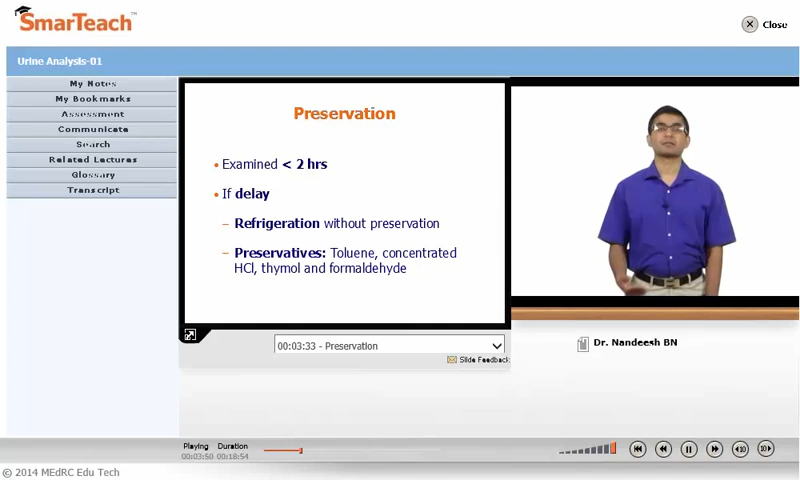 SmarTeach™
Close
Urine Analysis-01
My Notes
My Bookmarks
Assessment
Communicate
Search
Related Lectures
Glossary
Transcript
Preservation
• Examined < 2 hrs
• If delay
– Refrigeration without preservation
– Preservatives: Toluene, concentrated
HCl, thymol and formaldehyde
00:03:33 - Preservation
Slide Feedback
Dr. Nandeesh BN
Playing Duration
00:03:50 00:18:54
10
10
© 2014 MEdRC Edu Tech